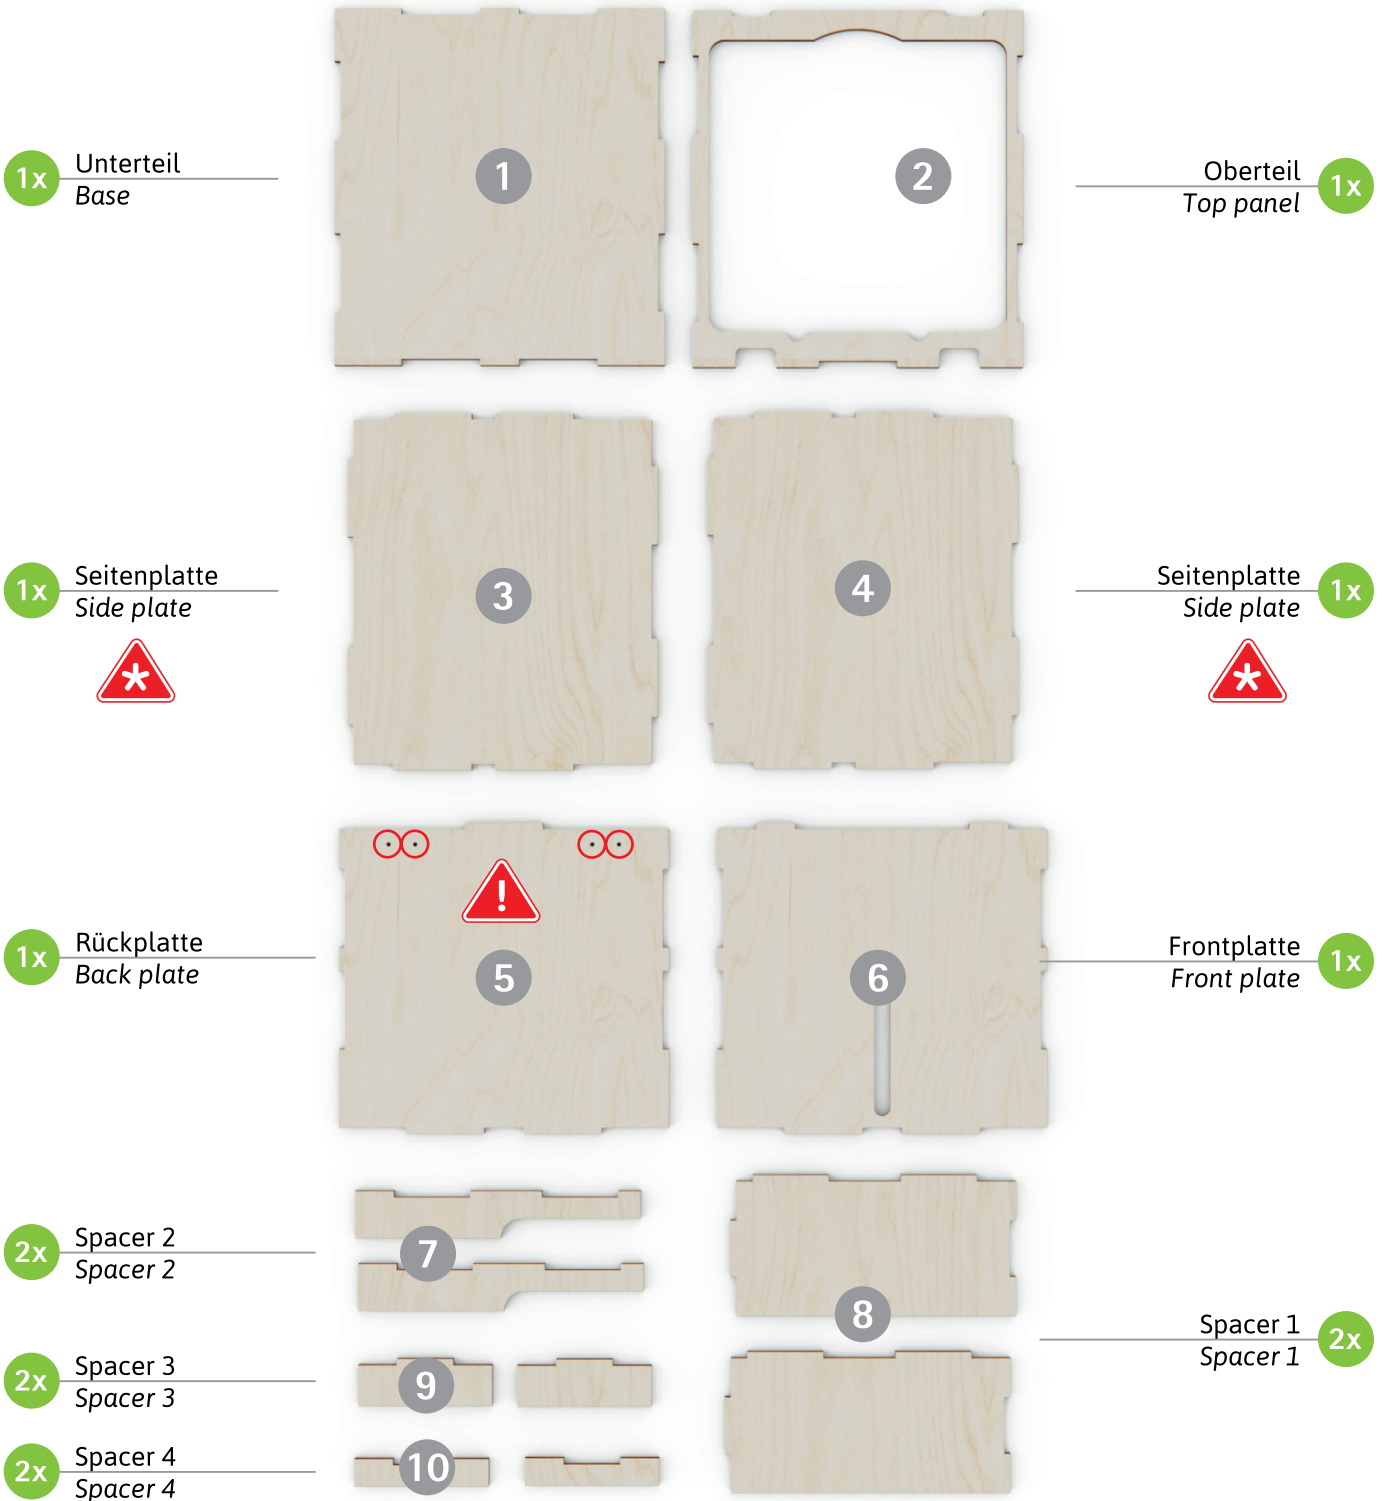 1
2
1x
Unterteil
Base
Oberteil
Top panel
1x
3
4
1x
Seitenplatte
Side plate
*
Seitenplatte
Side plate
1x
*
!
5
6
1x
Rückplatte
Back plate
Frontplatte
Front plate
1x
7
2x
Spacer 2
Spacer 2
8
Spacer 1
Spacer 1
2x
9
2x
Spacer 3
Spacer 3
10
2x
Spacer 4
Spacer 4